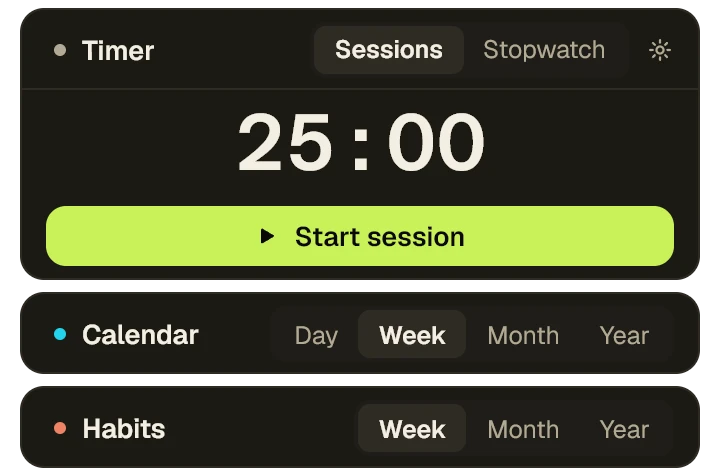 Timer Sessions Stopwatch
25:00
Start session
Calendar Day Week Month Year
Habits Week Month Year